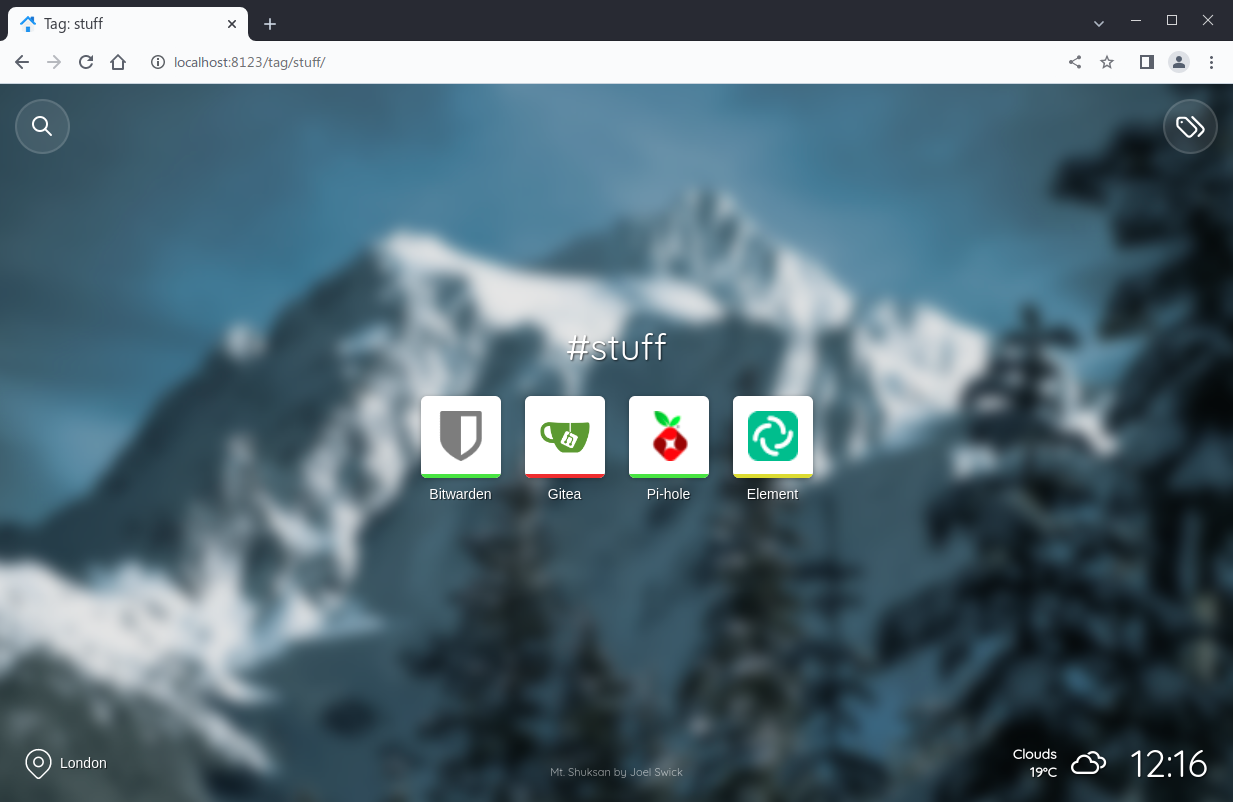 Tag: stuff
localhost:8123/tag/stuff/
#stuff
Bitwarden
Gitea
Pi-hole
Element
London
Mt. Shuksan by Joel Swick
Clouds
19°C
12:16